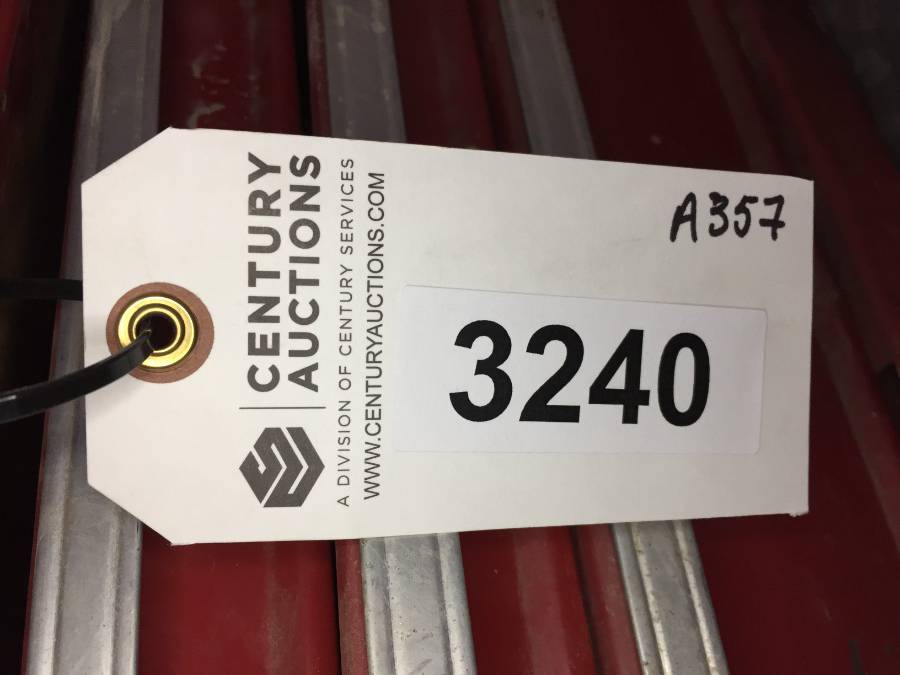 CENTURY
AUCTIONS
A DIVISION OF CENTURY SERVICES
WWW.CENTURYAUCTIONS.COM
A357
3240